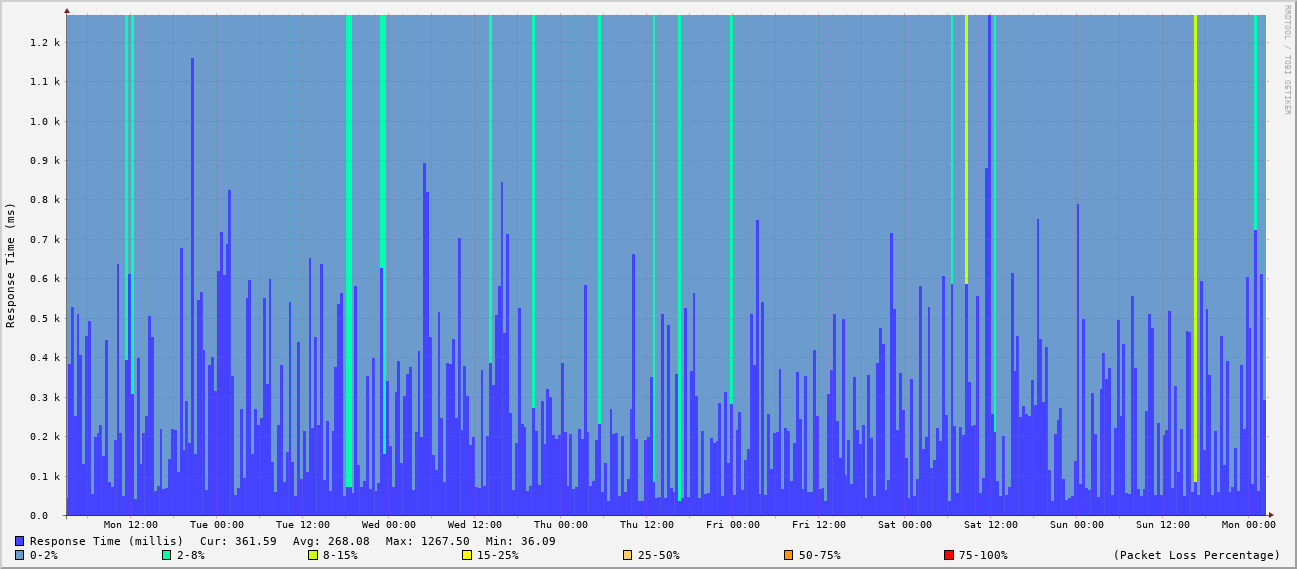 RRDTOOL / TOBI OETIKER
Response Time (ms)
1.2 k
1.1 k
1.0 k
0.9 k
0.8 k
0.7 k
0.6 k
0.5 k
0.4 k
0.3 k
0.2 k
0.1 k
0.0
Mon 12:00 Tue 00:00 Tue 12:00 Wed 00:00 Wed 12:00 Thu 00:00 Thu 12:00 Fri 00:00 Fri 12:00 Sat 00:00 Sat 12:00 Sun 00:00 Sun 12:00 Mon 00:00
Response Time (millis) Cur: 361.59 Avg: 268.08 Max: 1267.50 Min: 36.09
0-2% 2-8% 8-15% 15-25% 25-50% 50-75% 75-100% (Packet Loss Percentage)